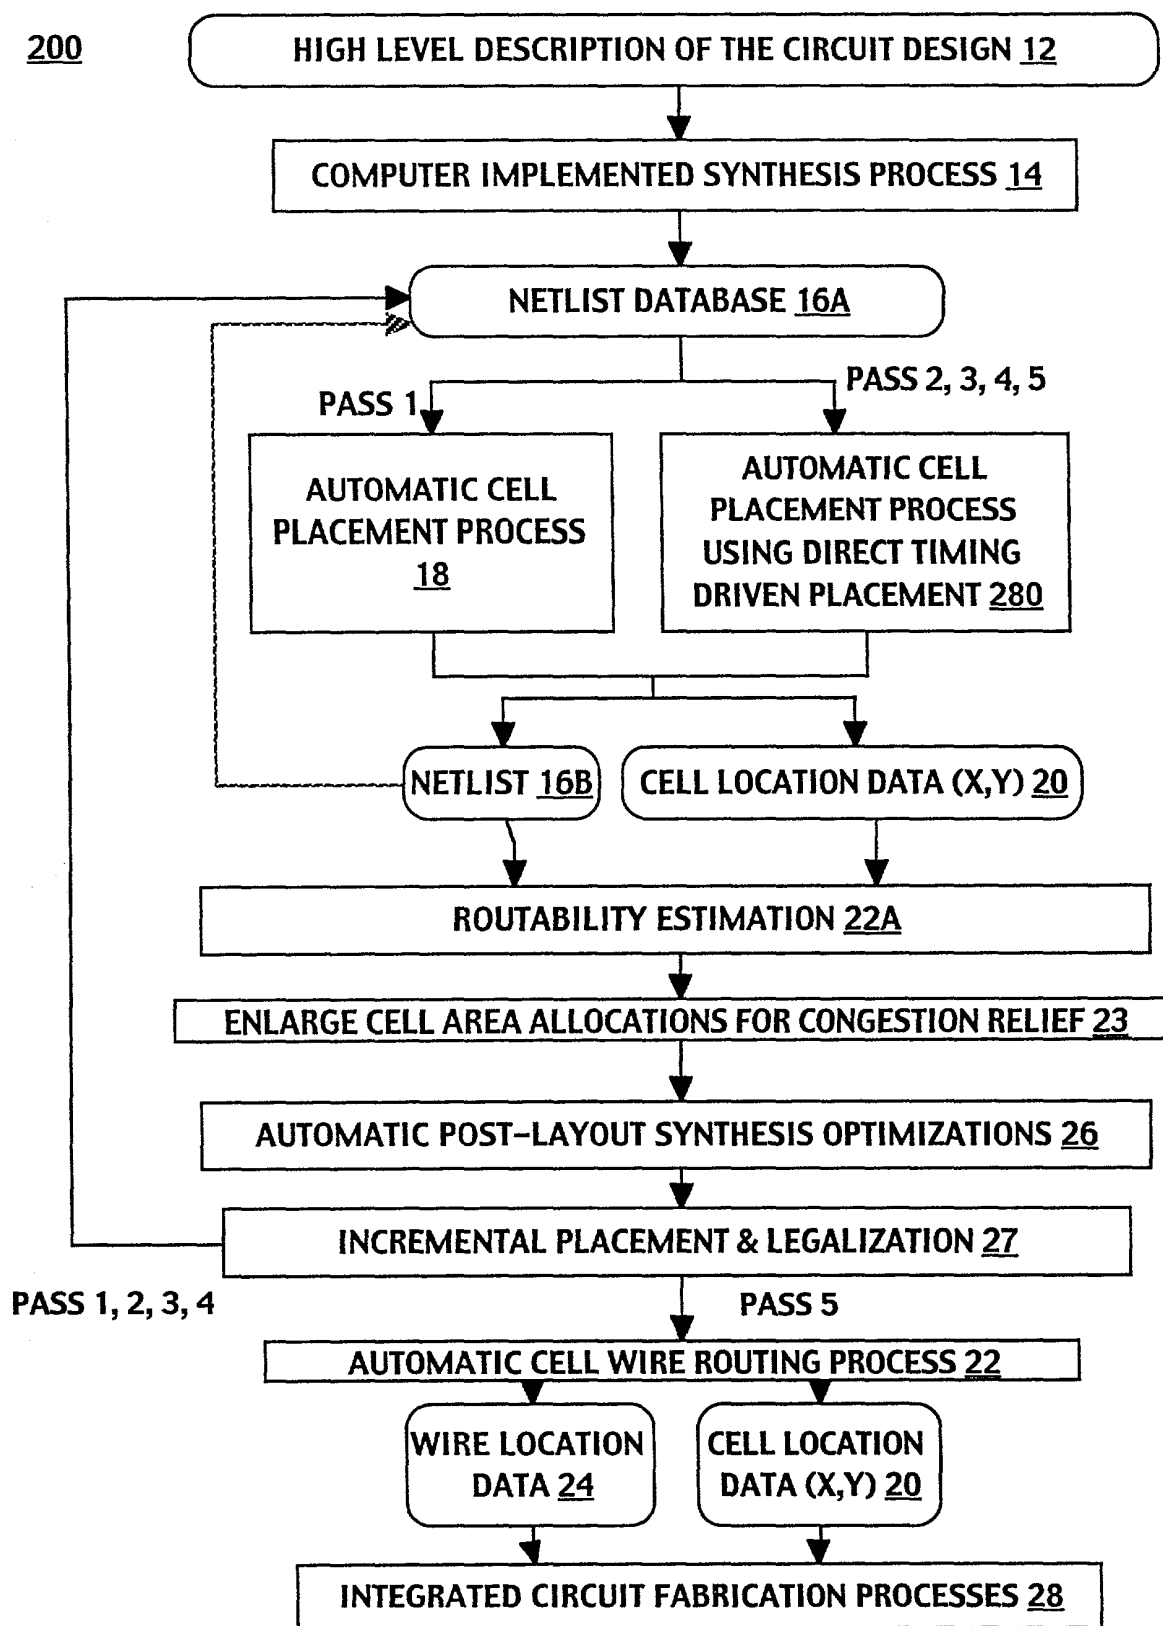 200
HIGH LEVEL DESCRIPTION OF THE CIRCUIT DESIGN 12
COMPUTER IMPLEMENTED SYNTHESIS PROCESS 14
NETLIST DATABASE 16A
PASS 1
PASS 2, 3, 4, 5
AUTOMATIC CELL
PLACEMENT PROCESS
18
AUTOMATIC CELL
PLACEMENT PROCESS
USING DIRECT TIMING
DRIVEN PLACEMENT 280
NETLIST 16B
CELL LOCATION DATA (X,Y) 20
ROUTABILITY ESTIMATION 22A
ENLARGE CELL AREA ALLOCATIONS FOR CONGESTION RELIEF 23
AUTOMATIC POST-LAYOUT SYNTHESIS OPTIMIZATIONS 26
INCREMENTAL PLACEMENT & LEGALIZATION 27
PASS 1, 2, 3, 4
PASS 5
AUTOMATIC CELL WIRE ROUTING PROCESS 22
WIRE LOCATION
DATA 24
CELL LOCATION
DATA (X,Y) 20
INTEGRATED CIRCUIT FABRICATION PROCESSES 28